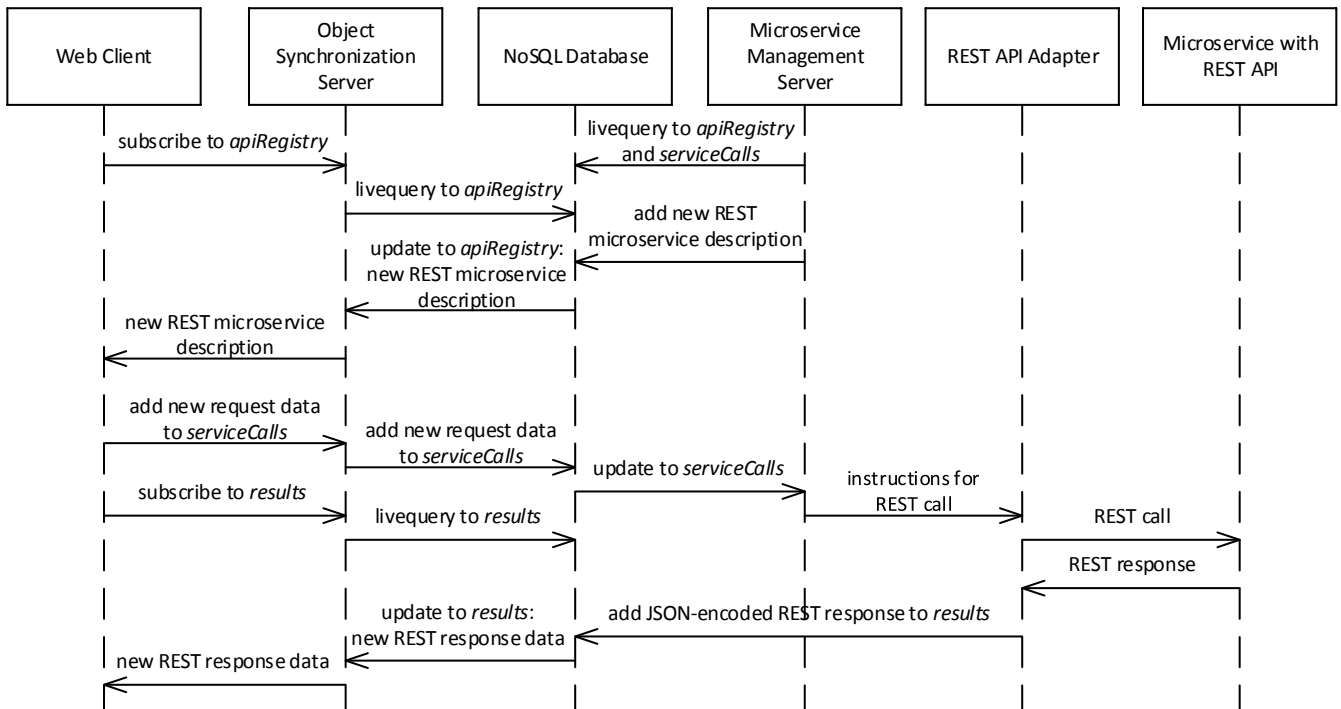 Web Client
Object
Synchronization
Server
NoSQL Database
Microservice
Management
Server
REST API Adapter
Microservice with
REST API
subscribe to apiRegistry
livequery to apiRegistry
and serviceCalls
livequery to apiRegistry
add new REST
microservice description
update to apiRegistry:
new REST microservice
description
new REST microservice
description
add new request data
to serviceCalls
add new request data
to serviceCalls
update to serviceCalls
instructions for
REST call
subscribe to results
livequery to results
REST call
REST response
update to results:
new REST response data
add JSON-encoded REST response to results
new REST response data